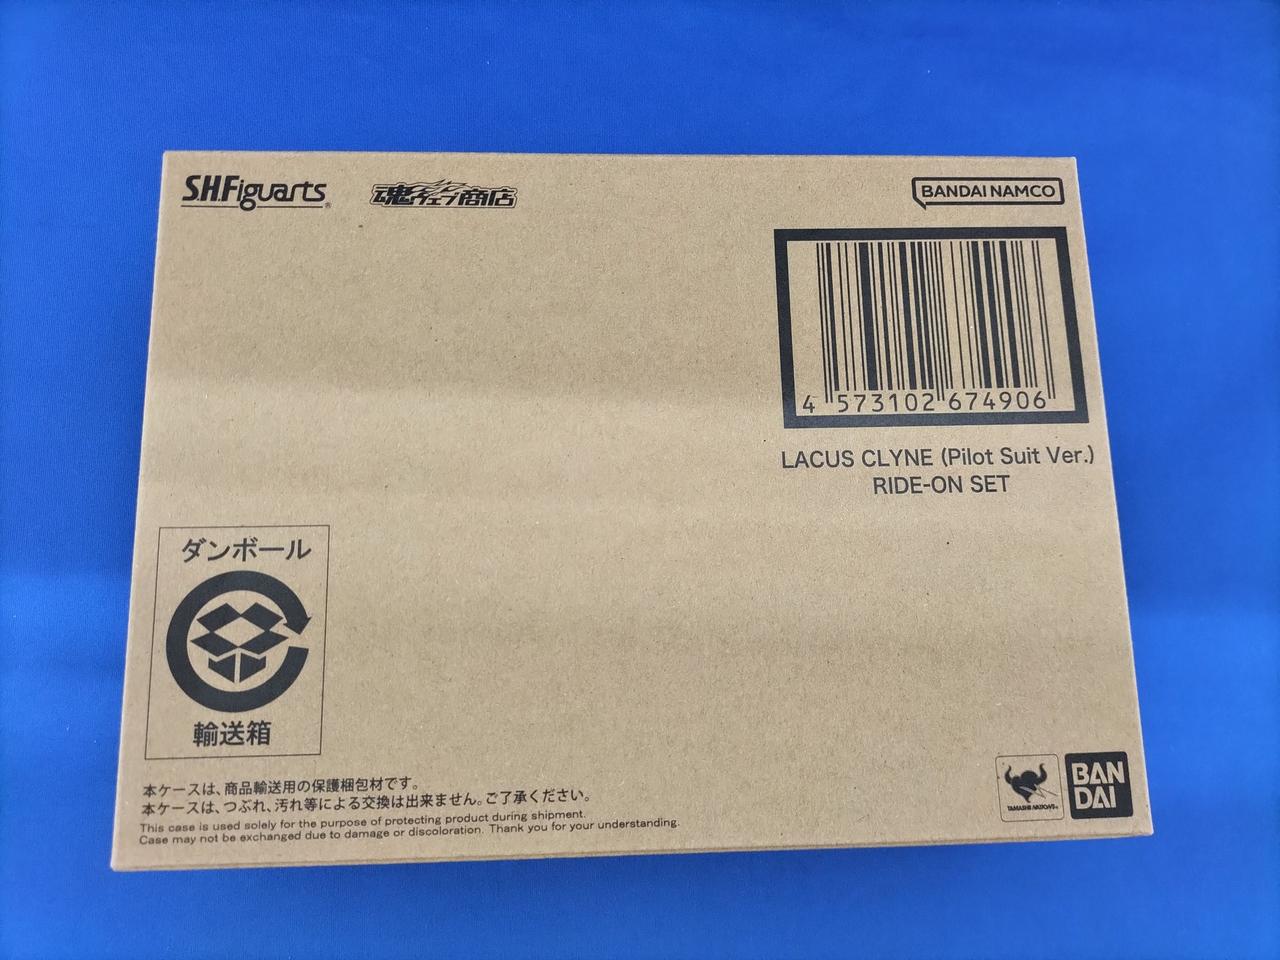 S.H.Figuarts®
魂ウェブ商店
BANDAI NAMCO
4 573102 674906
LACUS CLYNE (Pilot Suit Ver.)
RIDE-ON SET
ダンボール
輸送箱
本ケースは、商品輸送用の保護梱包材です。
本ケースは、つぶれ、汚れ等による交換は出来ません。ご了承ください。
This case is used solely for the purpose of protecting product during shipment.
Case may not be exchanged due to damage or discoloration. Thank you for your understanding.
TAMASHII NATIONS
BAN
DAI